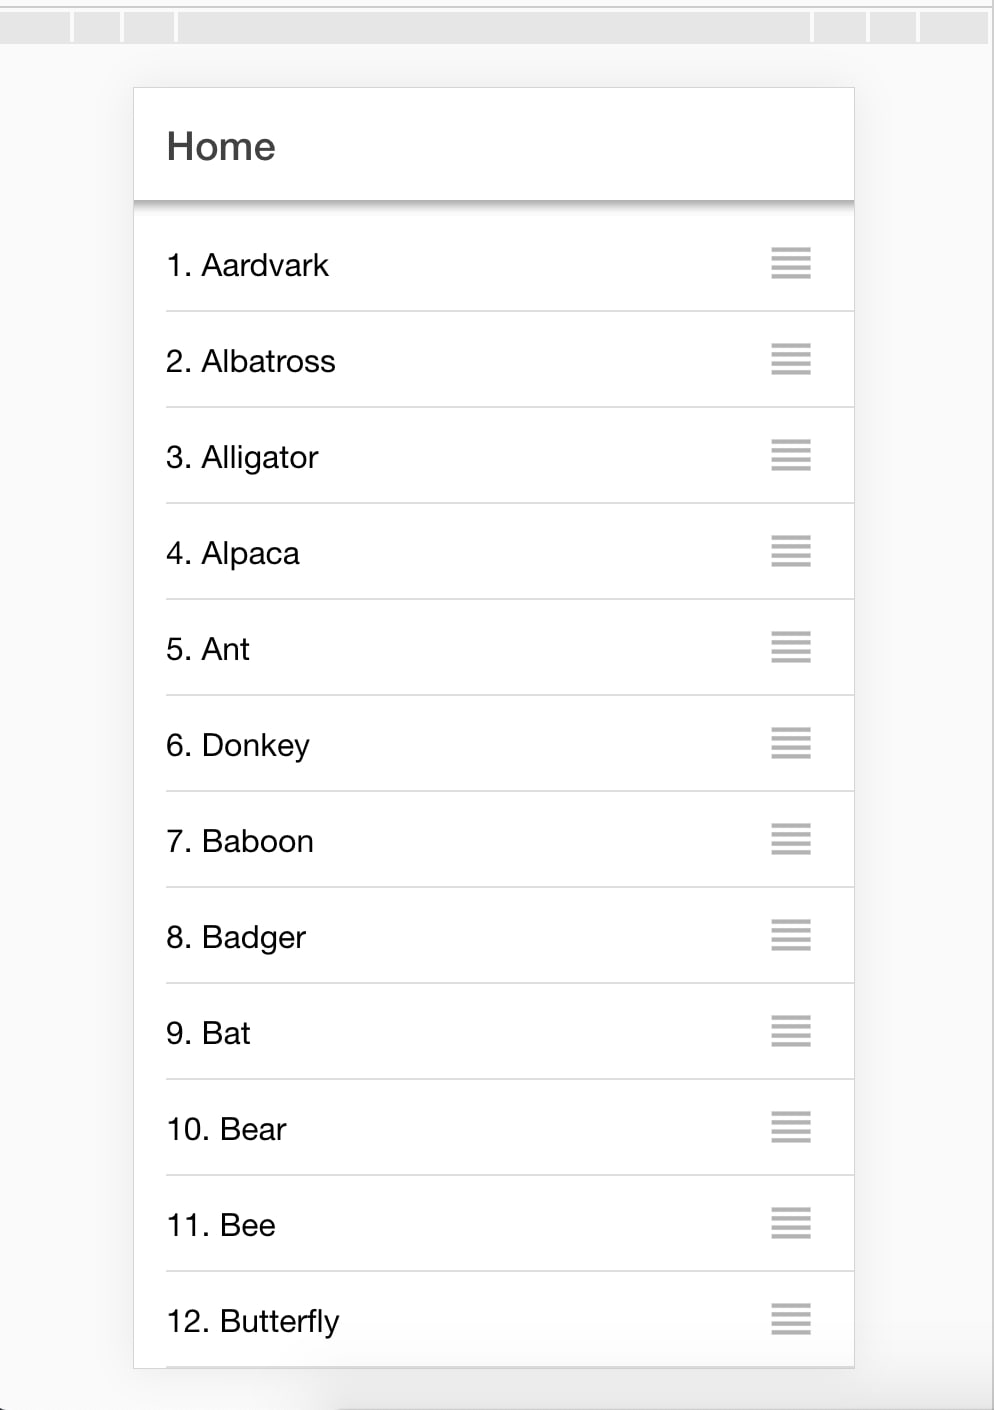 Home
1. Aardvark
2. Albatross
3. Alligator
4. Alpaca
5. Ant
6. Donkey
7. Baboon
8. Badger
9. Bat
10. Bear
11. Bee
12. Butterfly